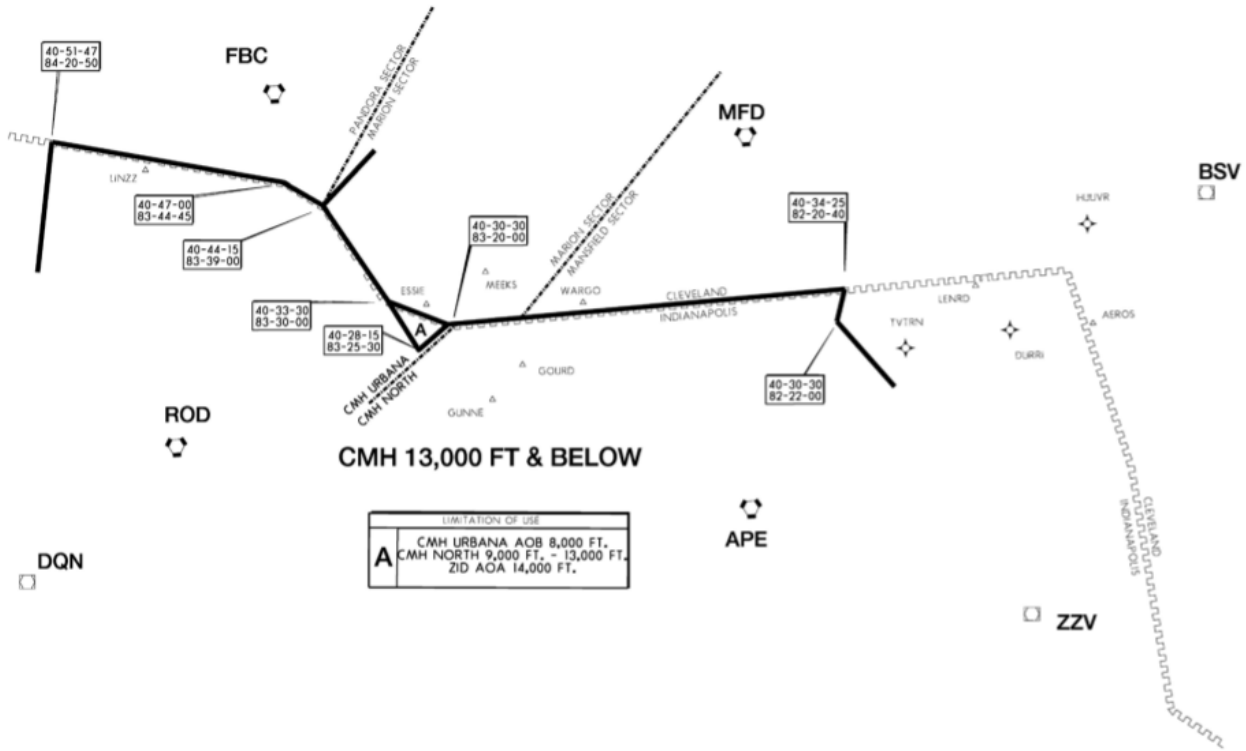 40-51-47
84-20-50
FBC
PANDORA SECTOR
MARION SECTOR
MFD
BSV
LINZZ
40-47-00
83-44-45
40-44-15
83-39-00
40-30-30
83-20-00
MARION SECTOR
MANSFIELD SECTOR
40-34-25
82-20-40
HUUVR
ESSIE
MEEKS
WARGO
CLEVELAND
INDIANAPOLIS
LENRD
40-33-30
83-30-00
A
40-28-15
83-25-30
TVTRN
AEROS
DURRI
CMH URBANA
CMH NORTH
GOURD
GUNNE
40-30-30
82-22-00
ROD
CMH 13,000 FT & BELOW
LIMITATION OF USE
A
CMH URBANA AOB 8,000 FT.
CMH NORTH 9,000 FT. - 13,000 FT.
ZID AOA 14,000 FT.
APE
CLEVELAND
INDIANAPOLIS
DQN
ZZV